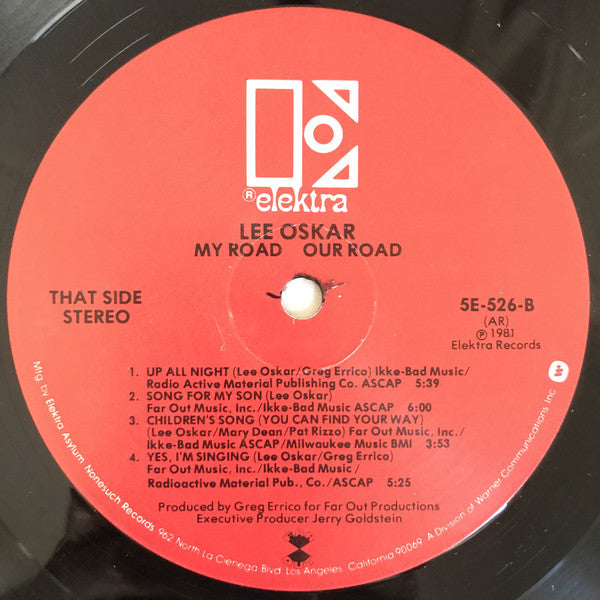 ® elektra
LEE OSKAR
MY ROAD OUR ROAD
THAT SIDE
STEREO
5E-526-B
(AR)
℗ 1981
Elektra Records
1. UP ALL NIGHT (Lee Oskar/Greg Errico) Ikke-Bad Music/
Radio Active Material Publishing Co. ASCAP 5:39
2. SONG FOR MY SON (Lee Oskar)
Far Out Music, Inc./Ikke-Bad Music ASCAP 6:00
3. CHILDREN'S SONG (YOU CAN FIND YOUR WAY)
(Lee Oskar/Mary Dean/Pat Rizzo) Far Out Music, Inc./
Ikke-Bad Music ASCAP/Milwaukee Music BMI 3:53
4. YES, I'M SINGING (Lee Oskar/Greg Errico)
Far Out Music, Inc./Ikke-Bad Music/
Radioactive Material Pub., Co./ASCAP 5:25
Produced by Greg Errico for Far Out Productions
Executive Producer Jerry Goldstein
Mfg. by Elektra Asylum Nonesuch Records. 962 North La Cienega Blvd. Los Angeles, California 90069. A Division of Warner Communications Inc.